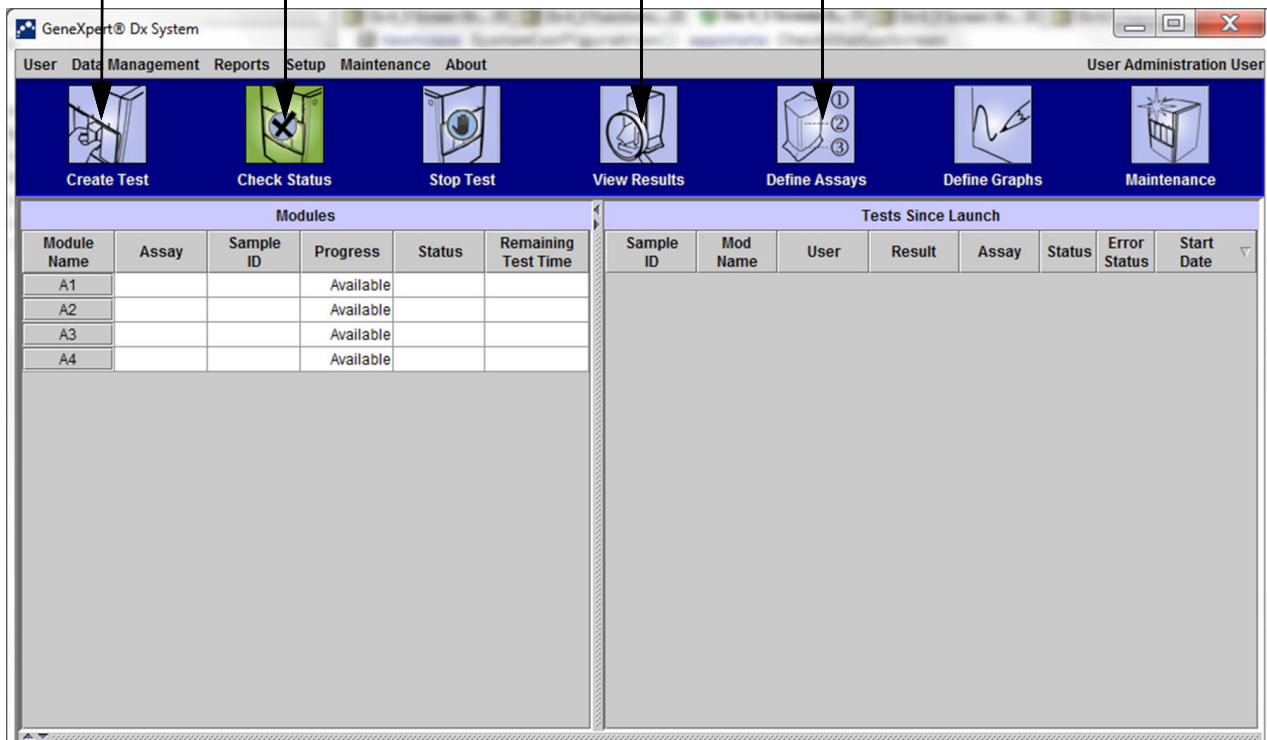 GeneXpert® Dx System
User Data Management Reports Setup Maintenance About User Administration User
Create Test Check Status Stop Test View Results Define Assays Define Graphs Maintenance
① 
② 
③
Modules
Module Name Assay Sample ID Progress Status Remaining Test Time
A1 Available
A2 Available
A3 Available
A4 Available
Tests Since Launch
Sample ID Mod Name User Result Assay Status Error Status Start Date